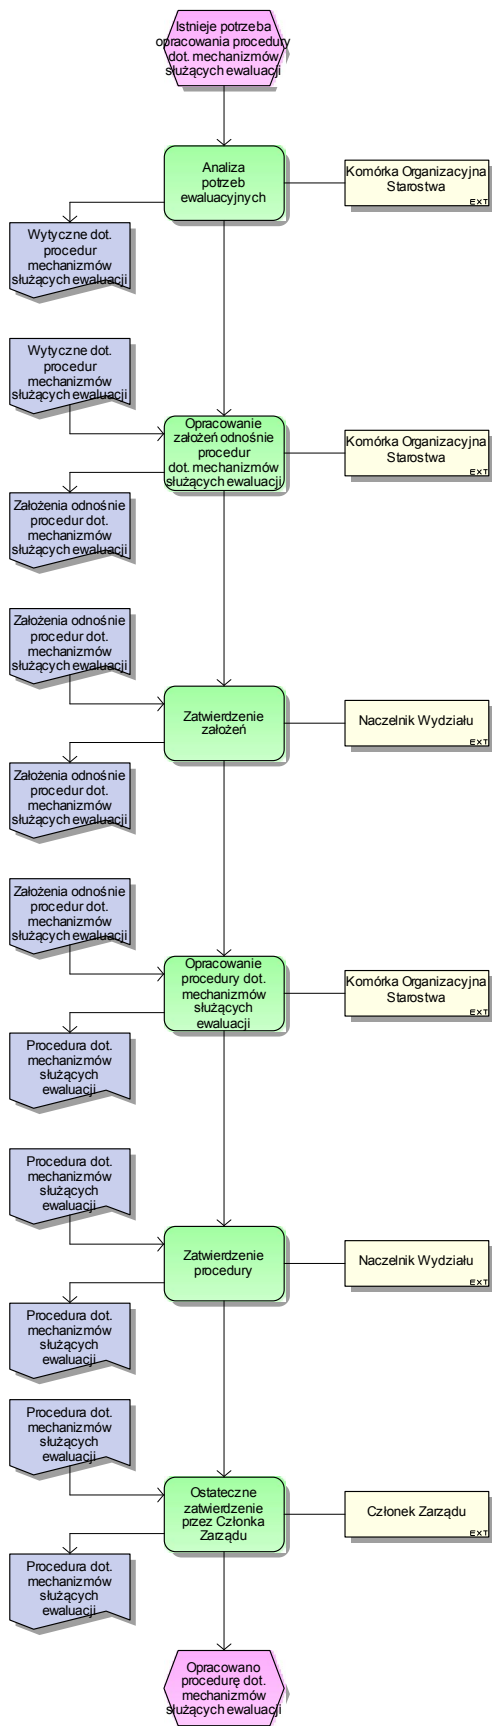 Istnieje potrzeba
opracowania procedury
dot. mechanizmów
służących ewaluacji
Analiza
potrzeb
ewaluacyjnych
Komórka Organizacyjna
Starostwa
EXT
Wytyczne dot.
procedur
mechanizmów
służących ewaluacji
Wytyczne dot.
procedur
mechanizmów
służących ewaluacji
Opracowanie
założeń odnośnie
procedur
dot. mechanizmów
służących ewaluacji
Komórka Organizacyjna
Starostwa
EXT
Założenia odnośnie
procedur dot.
mechanizmów
służących ewaluacji
Założenia odnośnie
procedur dot.
mechanizmów
służących ewaluacji
Zatwierdzenie
założeń
Naczelnik Wydziału
EXT
Założenia odnośnie
procedur dot.
mechanizmów
służących ewaluacji
Założenia odnośnie
procedur dot.
mechanizmów
służących ewaluacji
Opracowanie
procedury dot.
mechanizmów
służących
ewaluacji
Komórka Organizacyjna
Starostwa
EXT
Procedura dot.
mechanizmów
służących
ewaluacji
Procedura dot.
mechanizmów
służących
ewaluacji
Zatwierdzenie
procedury
Naczelnik Wydziału
EXT
Procedura dot.
mechanizmów
służących
ewaluacji
Procedura dot.
mechanizmów
służących
ewaluacji
Ostateczne
zatwierdzenie
przez Członka
Zarządu
Członek Zarządu
EXT
Procedura dot.
mechanizmów
służących
ewaluacji
Opracowano
procedurę dot.
mechanizmów
służących ewaluacji